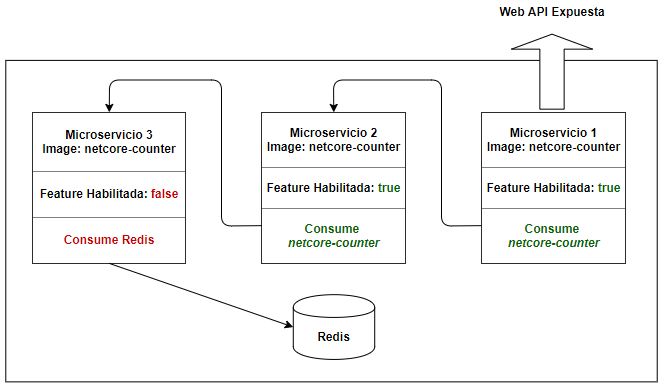 Web API Expuesta
Microservicio 3
Image: netcore-counter
Feature Habilitada: false
Consume Redis
Microservicio 2
Image: netcore-counter
Feature Habilitada: true
Consume
netcore-counter
Microservicio 1
Image: netcore-counter
Feature Habilitada: true
Consume
netcore-counter
Redis